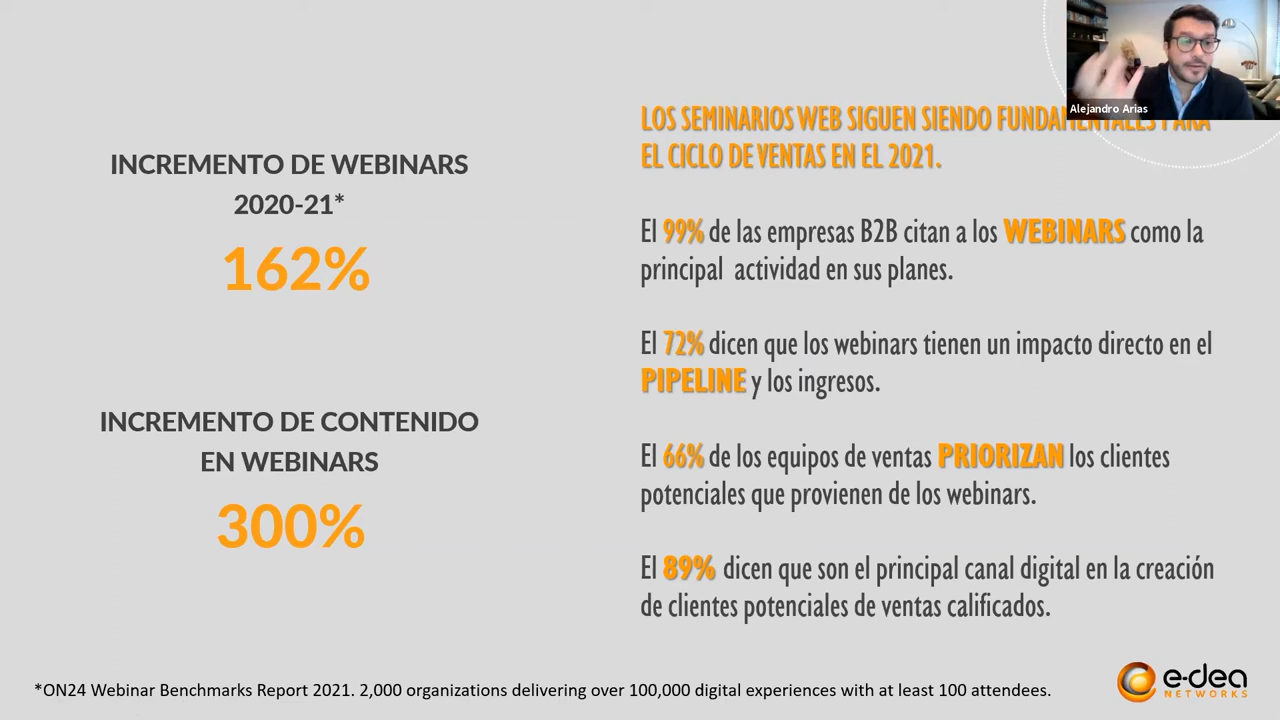 INCREMENTO DE WEBINARS
2020-21*
162%
INCREMENTO DE CONTENIDO
EN WEBINARS
300%
LOS SEMINARIOS WEB SIGUEN SIENDO FUNDAMENTALES PARA
EL CICLO DE VENTAS EN EL 2021.
El 99% de las empresas B2B citan a los WEBINARS como la
principal actividad en sus planes.
El 72% dicen que los webinars tienen un impacto directo en el
PIPELINE y los ingresos.
El 66% de los equipos de ventas PRIORIZAN los clientes
potenciales que provienen de los webinars.
El 89% dicen que son el principal canal digital en la creación
de clientes potenciales de ventas calificados.
Alejandro Arias
*ON24 Webinar Benchmarks Report 2021. 2,000 organizations delivering over 100,000 digital experiences with at least 100 attendees.
e-dea
NETWORKS